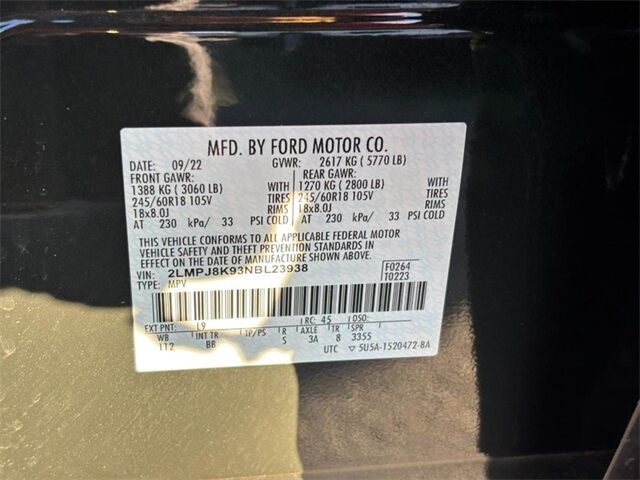 MFD. BY FORD MOTOR CO.
DATE: 09/22 GVWR: 2617 KG ( 5770 LB)
FRONT GAWR: REAR GAWR:
1388 KG ( 3060 LB) WITH 1270 KG ( 2800 LB) WITH
245/60R18 105V TIRES 245/60R18 105V TIRES
18x8.0J RIMS 18x8.0J RIMS
AT 230 kPa/ 33 PSI COLD AT 230 kPa/ 33 PSI COLD
THIS VEHICLE CONFORMS TO ALL APPLICABLE FEDERAL MOTOR
VEHICLE SAFETY AND THEFT PREVENTION STANDARDS IN
EFFECT ON THE DATE OF MANUFACTURE SHOWN ABOVE.
VIN: 2LMPJ8K93NBL23938 F0264
TYPE: MPV T0223
EXT PNT: L9 RC: 45 DSO:
WB INT TR TP/PS R AXLE TR SPR
112 BR S 3A 8 3355
UTC ▽ 5U5A-1520472-BA